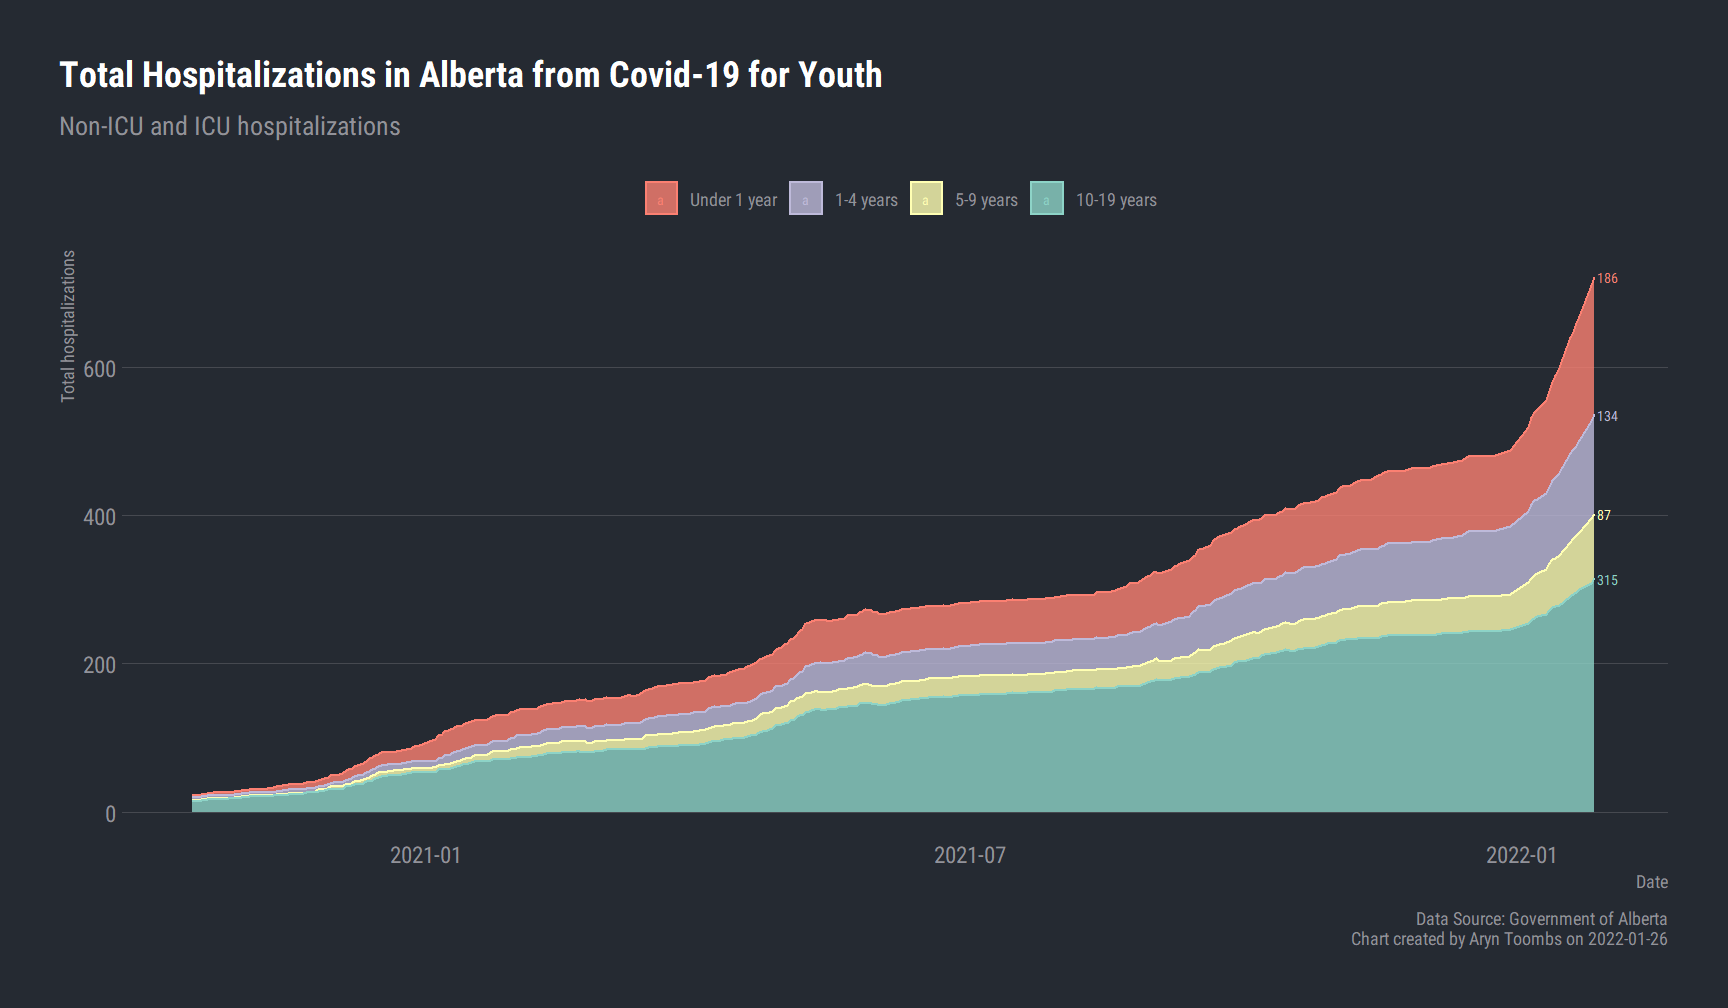 Total Hospitalizations in Alberta from Covid-19 for Youth
Non-ICU and ICU hospitalizations
a Under 1 year a 1-4 years a 5-9 years a 10-19 years
Total hospitalizations
186
600
134
400
87
315
200
0
2021-01 2021-07 2022-01
Date
Data Source: Government of Alberta
Chart created by Aryn Toombs on 2022-01-26